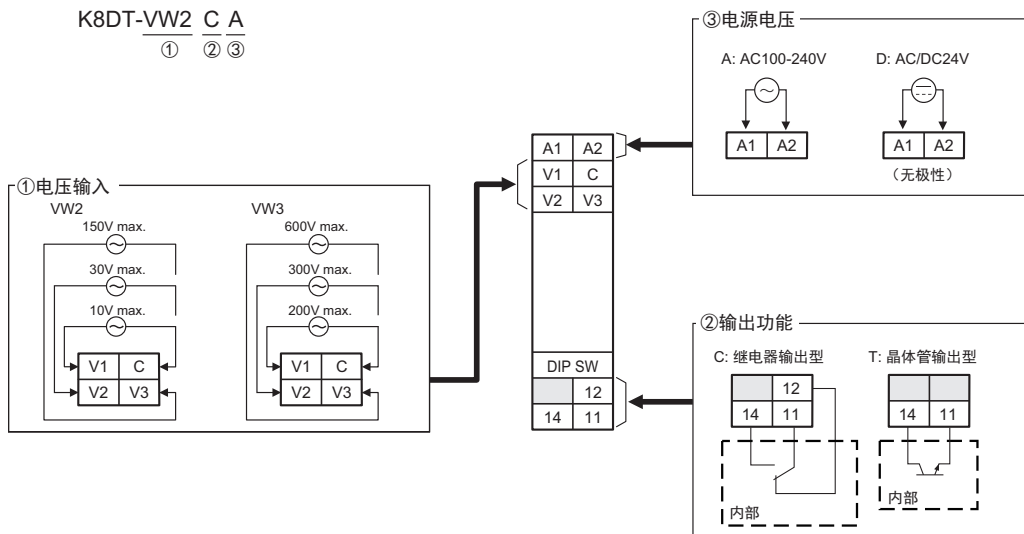 K8DT-VW2 C A
① ② ③
①电压输入
VW2
150V max.
30V max.
10V max.
V1 C
V2 V3
VW3
600V max.
300V max.
200V max.
V1 C
V2 V3
A1 A2
V1 C
V2 V3
DIP SW
12
14 11
③电源电压
A: AC100-240V
A1 A2
D: AC/DC24V
A1 A2
（无极性）
②输出功能
C: 继电器输出型
12
14 11
内部
T: 晶体管输出型
14 11
内部